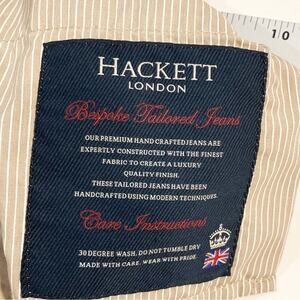 10
HACKETT
LONDON
Bespoke Tailored Jeans
OUR PREMIUM HAND CRAFTED JEANS ARE
EXPERTLY CONSTRUCTED WITH THE FINEST
FABRIC TO CREATE A LUXURY
QUALITY FINISH.
THESE TAILORED JEANS HAVE BEEN
HANDCRAFTED USING MODERN TECHNIQUES.
Care Instructions
30 DEGREE WASH. DO NOT TUMBLE DRY
MADE WITH CARE. WEAR WITH PRIDE.